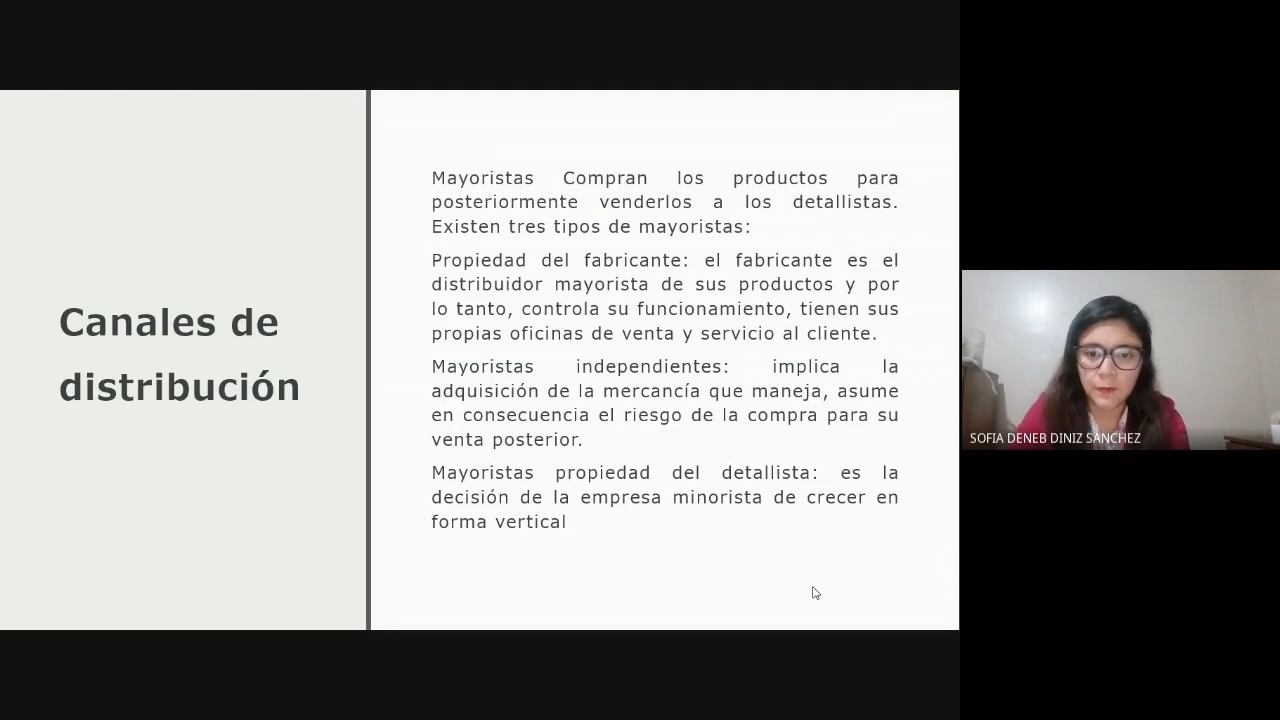 Canales de
distribución
Mayoristas Compran los productos para
posteriormente venderlos a los detallistas.
Existen tres tipos de mayoristas:
Propiedad del fabricante: el fabricante es el
distribuidor mayorista de sus productos y por
lo tanto, controla su funcionamiento, tienen sus
propias oficinas de venta y servicio al cliente.
Mayoristas independientes: implica la
adquisición de la mercancía que maneja, asume
en consecuencia el riesgo de la compra para su
venta posterior.
Mayoristas propiedad del detallista: es la
decisión de la empresa minorista de crecer en
forma vertical
SOFIA DENEB DINIZ SANCHEZ